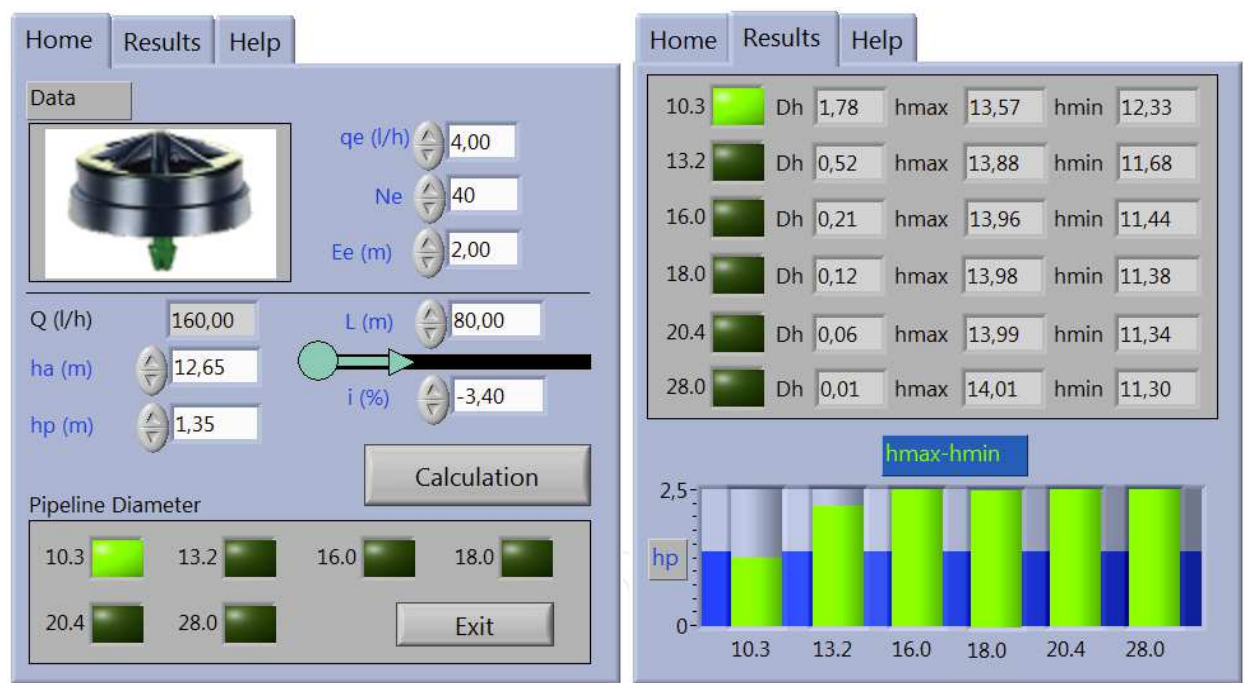 Home Results Help
Data
qe (l/h) 4,00
Ne 40
Ee (m) 2,00
Q (l/h) 160,00 L (m) 80,00
ha (m) 12,65
i (%) -3,40
hp (m) 1,35
Calculation
Pipeline Diameter
10.3 13.2 16.0 18.0
20.4 28.0 Exit
Home Results Help
10.3 Dh 1,78 hmax 13,57 hmin 12,33
13.2 Dh 0,52 hmax 13,88 hmin 11,68
16.0 Dh 0,21 hmax 13,96 hmin 11,44
18.0 Dh 0,12 hmax 13,98 hmin 11,38
20.4 Dh 0,06 hmax 13,99 hmin 11,34
28.0 Dh 0,01 hmax 14,01 hmin 11,30
hmax-hmin
2,5
hp
0
10.3 13.2 16.0 18.0 20.4 28.0